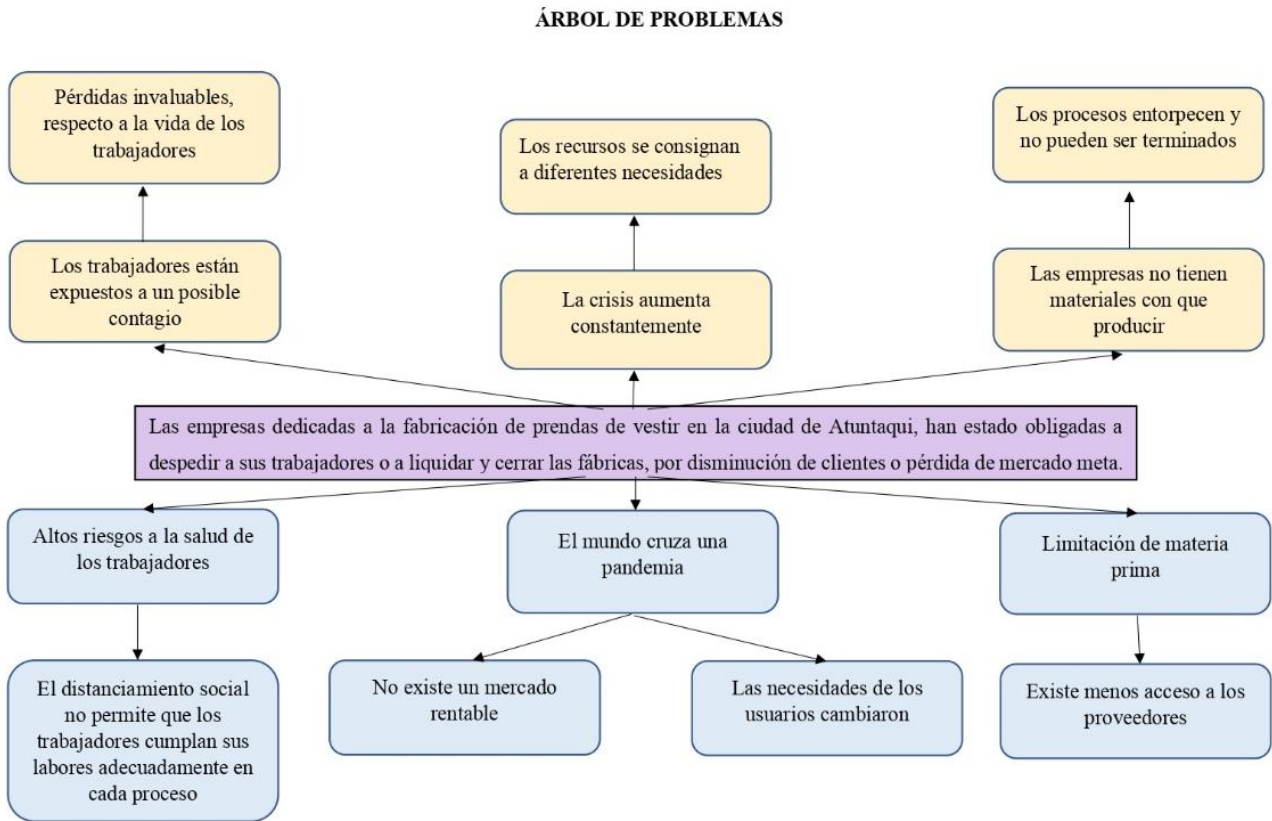 ÁRBOL DE PROBLEMAS
Pérdidas invaluables,
respecto a la vida de los
trabajadores
Los recursos se consignan
a diferentes necesidades
Los procesos entorpecen y
no pueden ser terminados
Los trabajadores están
expuestos a un posible
contagio
La crisis aumenta
constantemente
Las empresas no tienen
materiales con que
producir
Las empresas dedicadas a la fabricación de prendas de vestir en la ciudad de Atuntaqui, han estado obligadas a
despedir a sus trabajadores o a liquidar y cerrar las fábricas, por disminución de clientes o pérdida de mercado meta.
Altos riesgos a la salud de
los trabajadores
El mundo cruza una
pandemia
Limitación de materia
prima
El distanciamiento social
no permite que los
trabajadores cumplan sus
labores adecuadamente en
cada proceso
No existe un mercado
rentable
Las necesidades de los
usuarios cambiaron
Existe menos acceso a los
proveedores